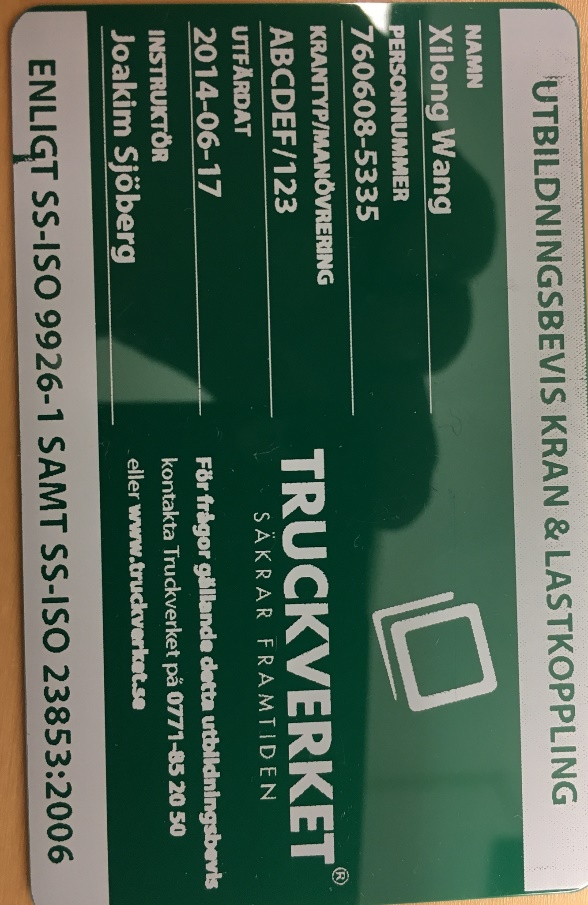 UTBILDNINGSBEVIS KRAN & LASTKOPPLING
NAMN
Xilong Wang
PERSONNUMMER
760608-5335
KRANTYP/MANÖVRERING
ABCDEF/123
UTFÄRDAT
2014-06-17
INSTRUKTÖR
Joakim Sjöberg
TRUCKVERKET®
SÄKRAR FRAMTIDEN
För frågor gällande detta utbildningsbevis
kontakta Truckverket på 0771-85 20 50
eller www.truckverket.se
ENLIGT SS-ISO 9926-1 SAMT SS-ISO 23853:2006